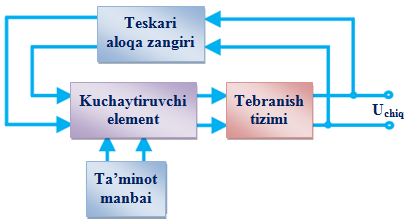 Teskari
aloqa zangiri
Kuchaytiruvchi
element
Tebranish
tizimi
Uchiq
Ta’minot
manbai